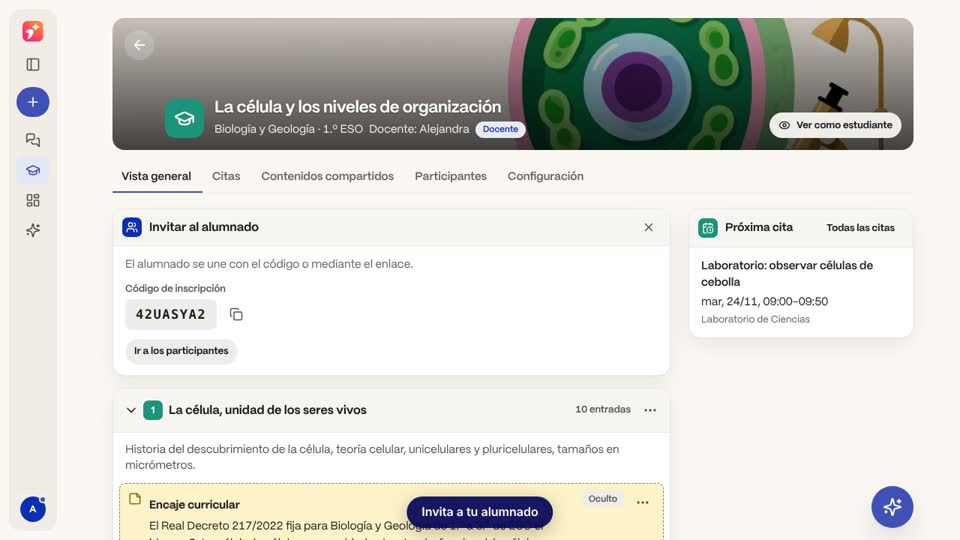 La célula y los niveles de organización
Biología y Geología · 1.º ESO Docente: Alejandra Docente
Ver como estudiante
Vista general Citas Contenidos compartidos Participantes Configuración
Invitar al alumnado
El alumnado se une con el código o mediante el enlace.
Código de inscripción
42UASYA2
Ir a los participantes
Próxima cita Todas las citas
Laboratorio: observar células de
cebolla
mar, 24/11, 09:00–09:50
Laboratorio de Ciencias
1 La célula, unidad de los seres vivos 10 entradas
Historia del descubrimiento de la célula, teoría celular, unicelulares y pluricelulares, tamaños en
micrómetros.
Encaje curricular Oculto
El Real Decreto 217/2022 fija para Biología y
Invita a tu alumnado
A